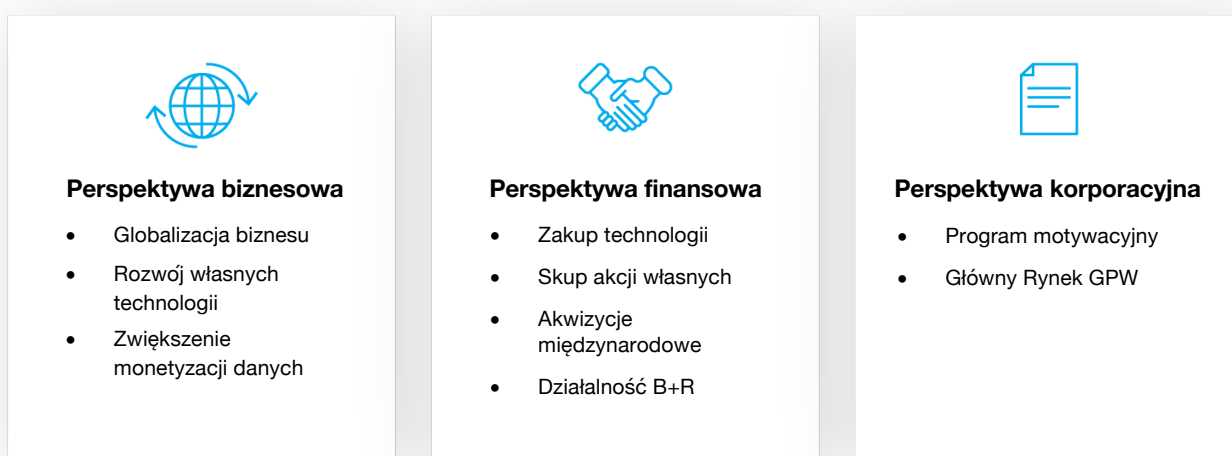 Perspektywa biznesowa
• Globalizacja biznesu
• Rozwój własnych
technologii
• Zwiększenie
monetyzacji danych
Perspektywa finansowa
• Zakup technologii
• Skup akcji własnych
• Akwizycje
międzynarodowe
• Działalność B+R
Perspektywa korporacyjna
• Program motywacyjny
• Główny Rynek GPW